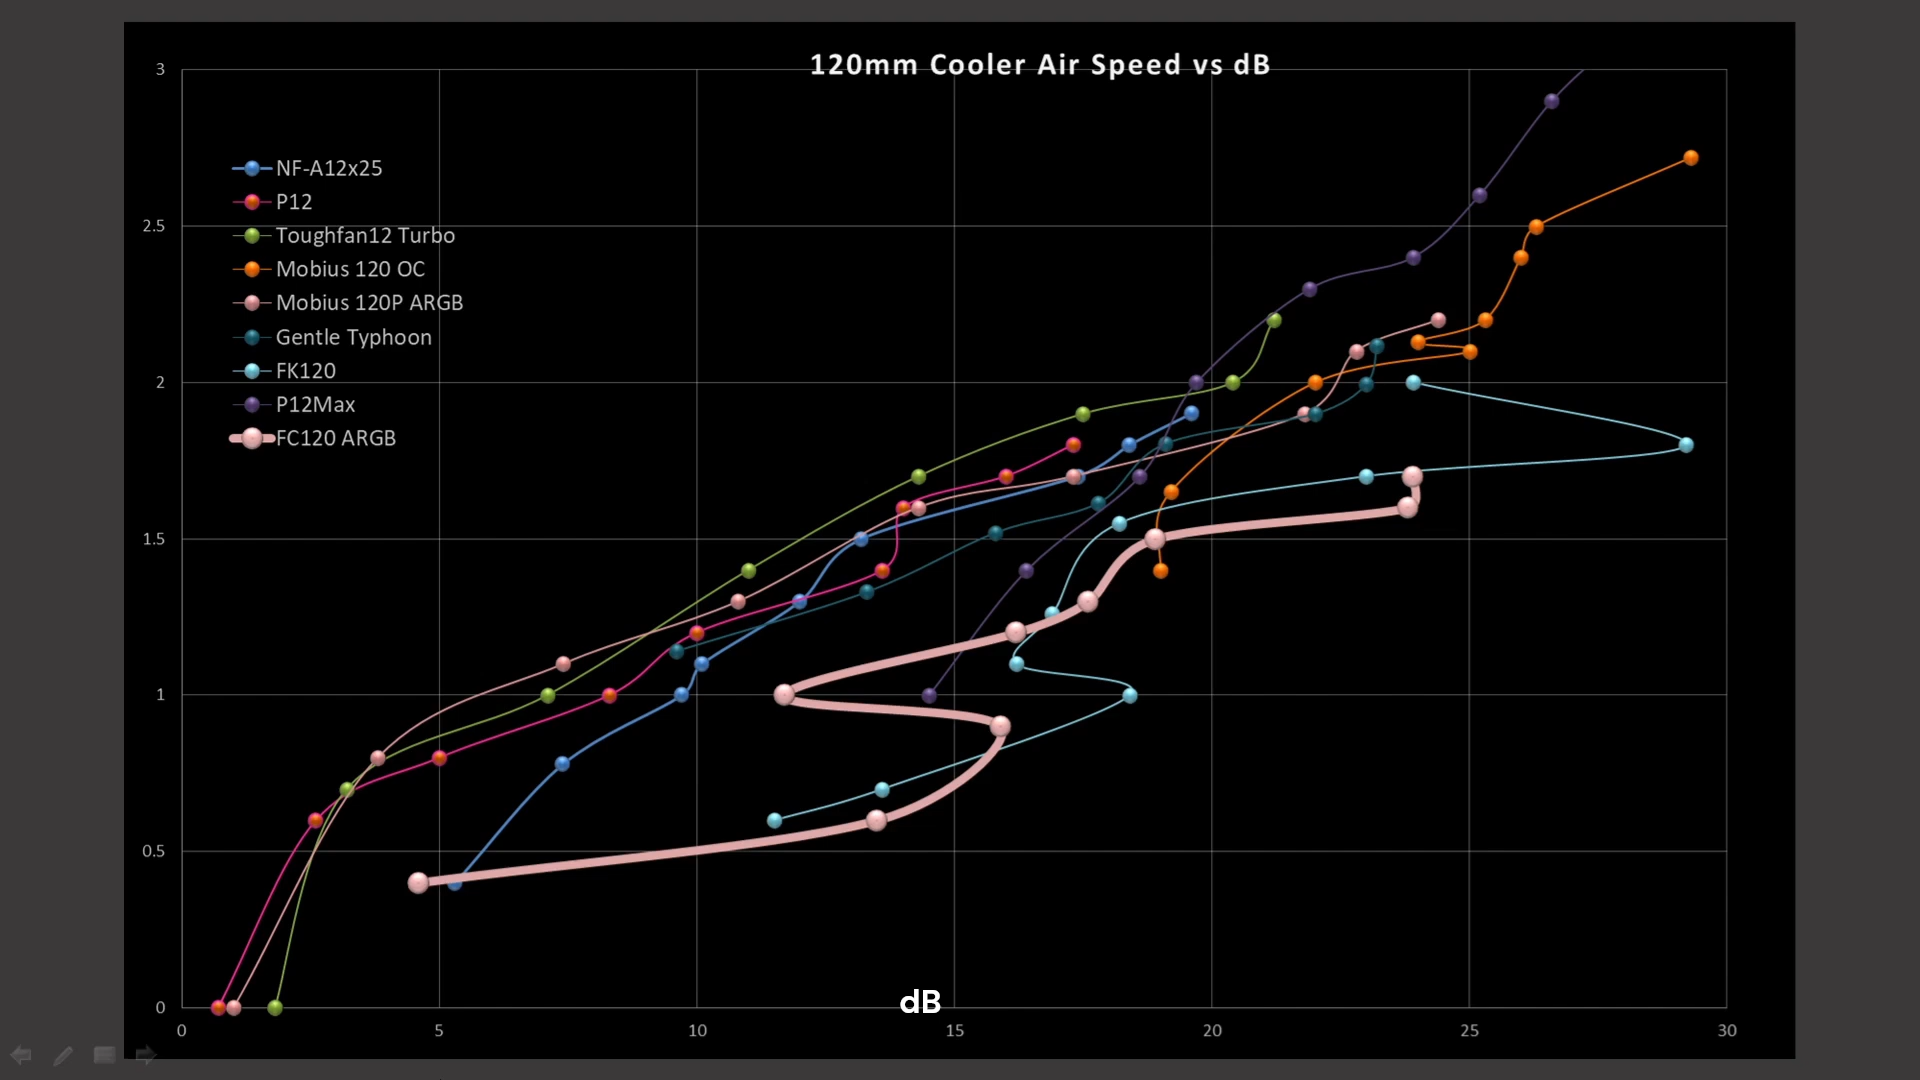 120mm Cooler Air Speed vs dB
3
2.5
2
1.5
1
0.5
0
NF-A12x25
P12
Toughfan12 Turbo
Mobius 120 OC
Mobius 120P ARGB
Gentle Typhoon
FK120
P12Max
FC120 ARGB
dB
0 5 10 15 20 25 30